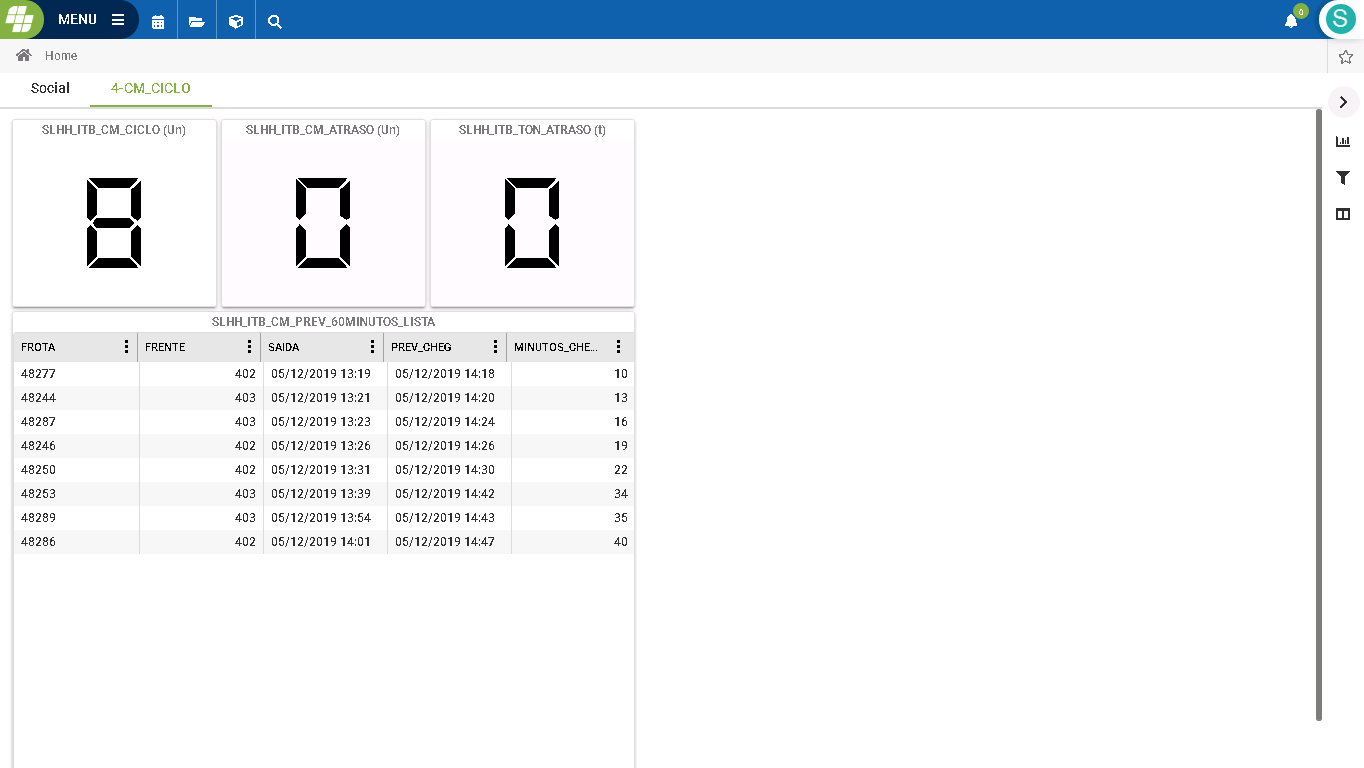 MENU
0
S
Home
Social 4-CM_CICLO
SLHH_ITB_CM_CICLO (Un) SLHH_ITB_CM_ATRASO (Un) SLHH_ITB_TON_ATRASO (t)
8 0 0
SLHH_ITB_CM_PREV_60MINUTOS_LISTA
FROTA FRENTE SAIDA PREV_CHEG MINUTOS_CHE...
48277 402 05/12/2019 13:19 05/12/2019 14:18 10
48244 403 05/12/2019 13:21 05/12/2019 14:20 13
48287 403 05/12/2019 13:23 05/12/2019 14:24 16
48246 402 05/12/2019 13:26 05/12/2019 14:26 19
48250 402 05/12/2019 13:31 05/12/2019 14:30 22
48253 403 05/12/2019 13:39 05/12/2019 14:42 34
48289 403 05/12/2019 13:54 05/12/2019 14:43 35
48286 402 05/12/2019 14:01 05/12/2019 14:47 40